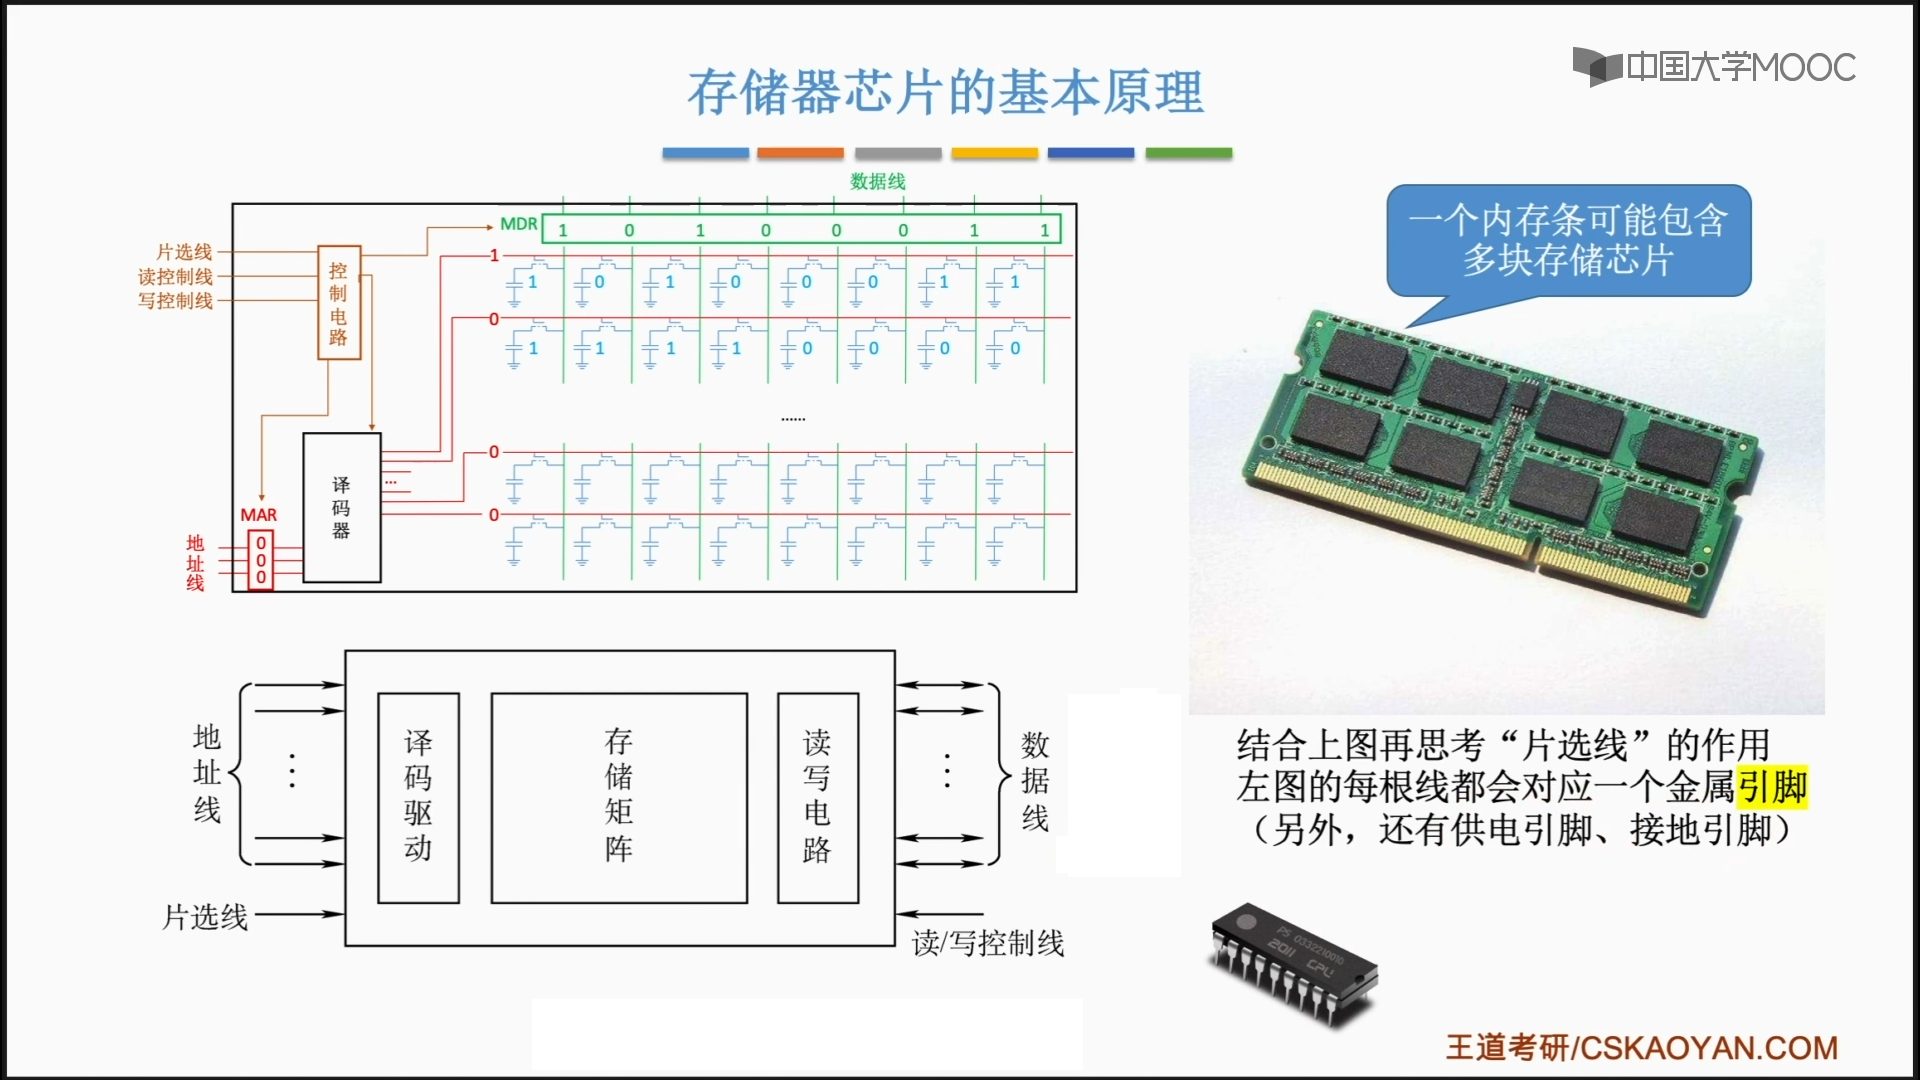 中国大学MOOC
存储器芯片的基本原理
数据线
MDR 1 0 1 0 0 0 1 1
片选线
读控制线
写控制线
控制电路
1
1 0 1 0 0 0 1 1
0
1 1 1 1 0 0 0 0
......
0
...
0
译码器
MAR
地址线
0
0
0
一个内存条可能包含
多块存储芯片
地址线
译码驱动
存储矩阵
读写电路
数据线
片选线
读/写控制线
结合上图再思考“片选线”的作用
左图的每根线都会对应一个金属引脚
（另外，还有供电引脚、接地引脚）
PS 0332210010
2011 CPU
王道考研/CSKAOYAN.COM